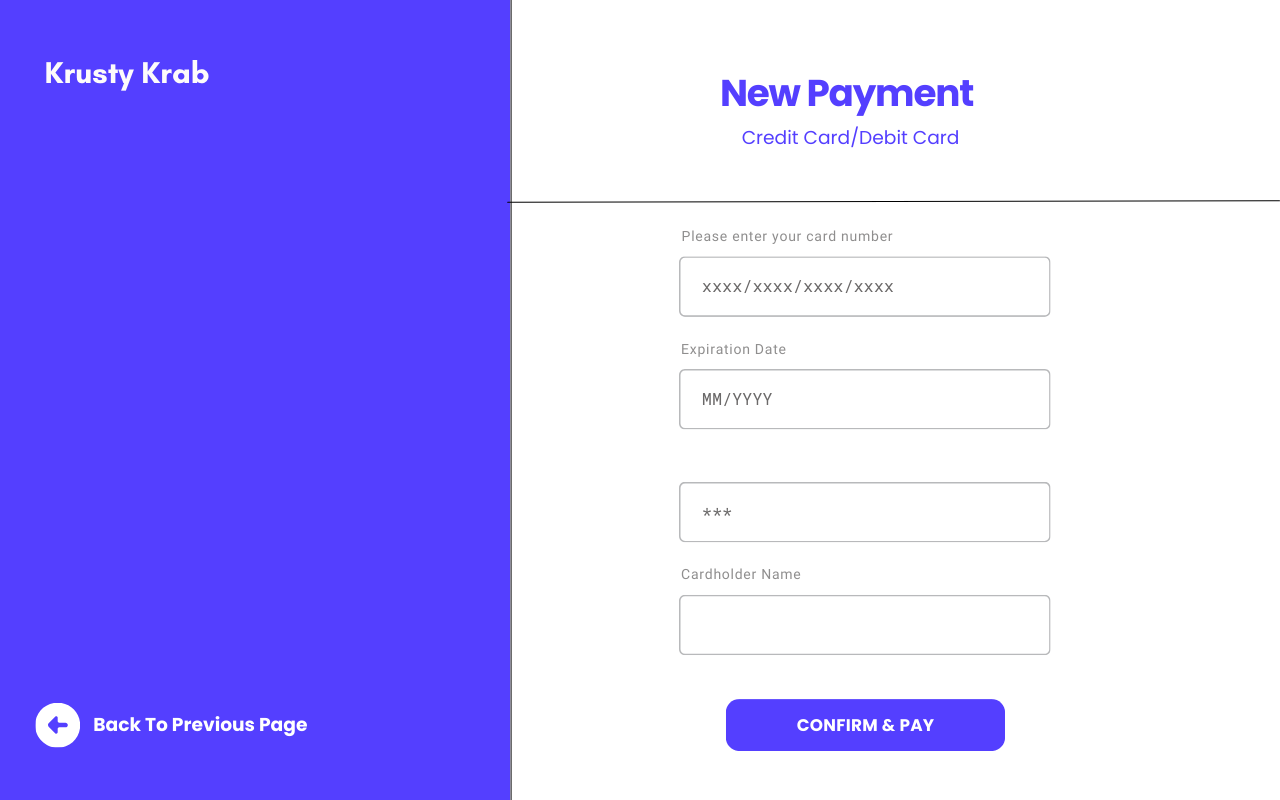 Krusty Krab
New Payment
Credit Card/Debit Card
Please enter your card number
xxxx/xxxx/xxxx/xxxx
Expiration Date
MM/YYYY
***
Cardholder Name
Back To Previous Page
CONFIRM & PAY